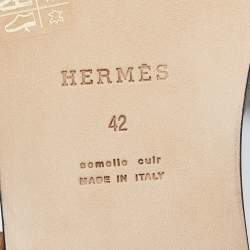 HERMÈS
42
semelle cuir
MADE IN ITALY